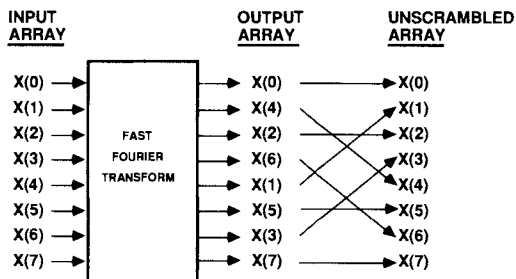 INPUT ARRAY OUTPUT ARRAY UNSCRAMBLED ARRAY
X(0) X(0) X(0)
X(1) X(4) X(1)
X(2) FAST X(2) X(2)
X(3) FOURIER X(6) X(3)
X(4) TRANSFORM X(1) X(4)
X(5) X(5) X(5)
X(6) X(3) X(6)
X(7) X(7) X(7)